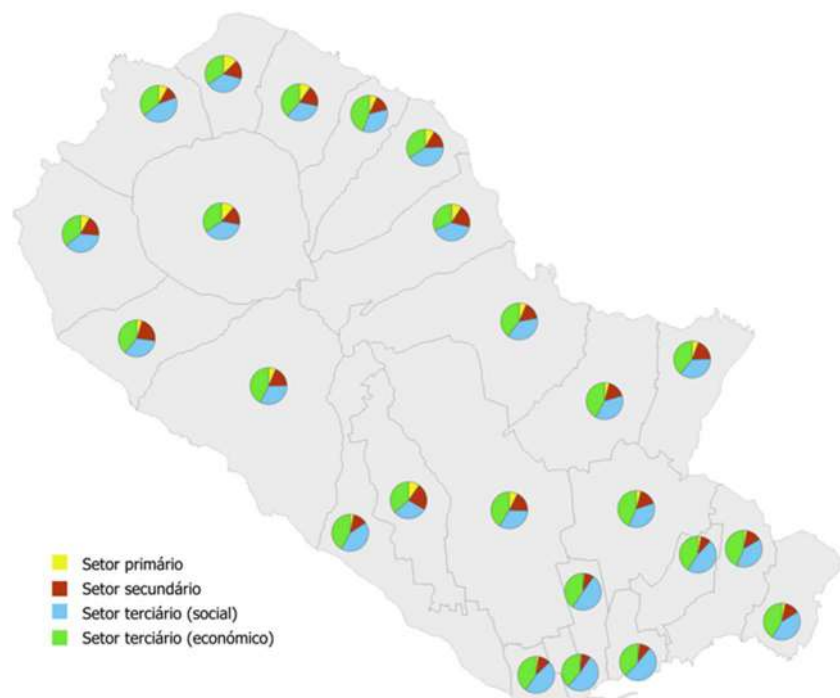 Setor primário
Setor secundário
Setor terciário (social)
Setor terciário (económico)